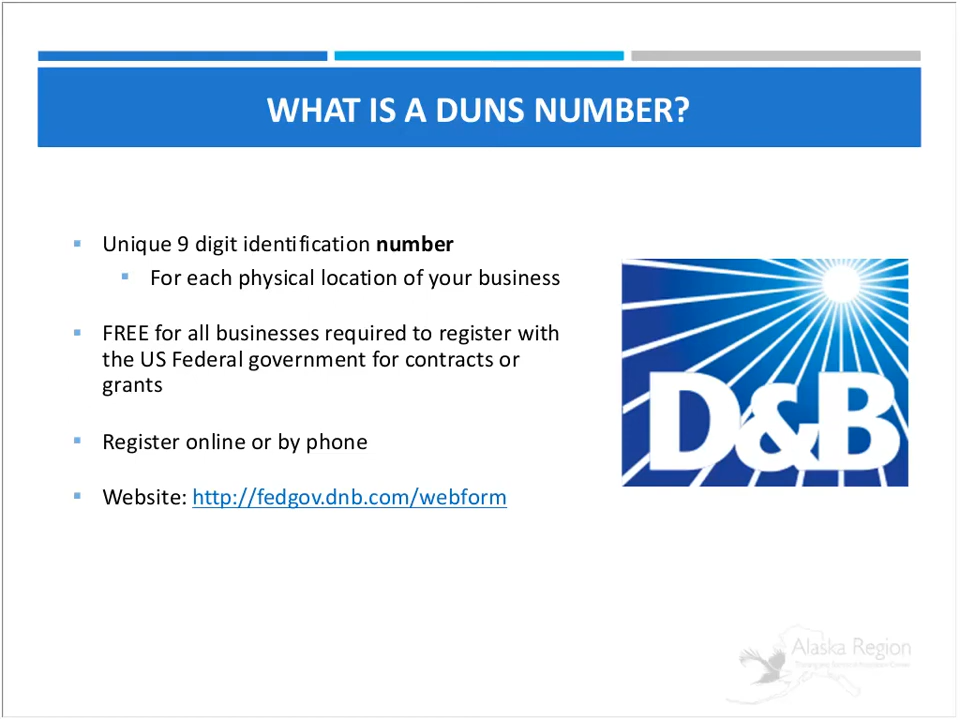 WHAT IS A DUNS NUMBER?
Unique 9 digit identification number
For each physical location of your business
FREE for all businesses required to register with
the US Federal government for contracts or
grants
Register online or by phone
Website: http://fedgov.dnb.com/webform
D&B
Alaska Region